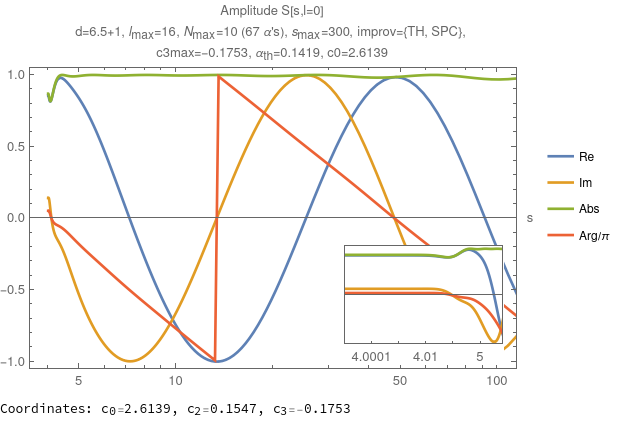 Amplitude S[s,l=0]
d=6.5+1, lmax=16, Nmax=10 (67 α's), smax=300, improv={TH, SPC},
c3max=−0.1753, αth=0.1419, c0=2.6139
1.0
0.5
0.0
−0.5
−1.0
5
10
50
100
s
4.0001
4.01
5
Re
Im
Abs
Arg/π
Coordinates: c0=2.6139, c2=0.1547, c3=−0.1753